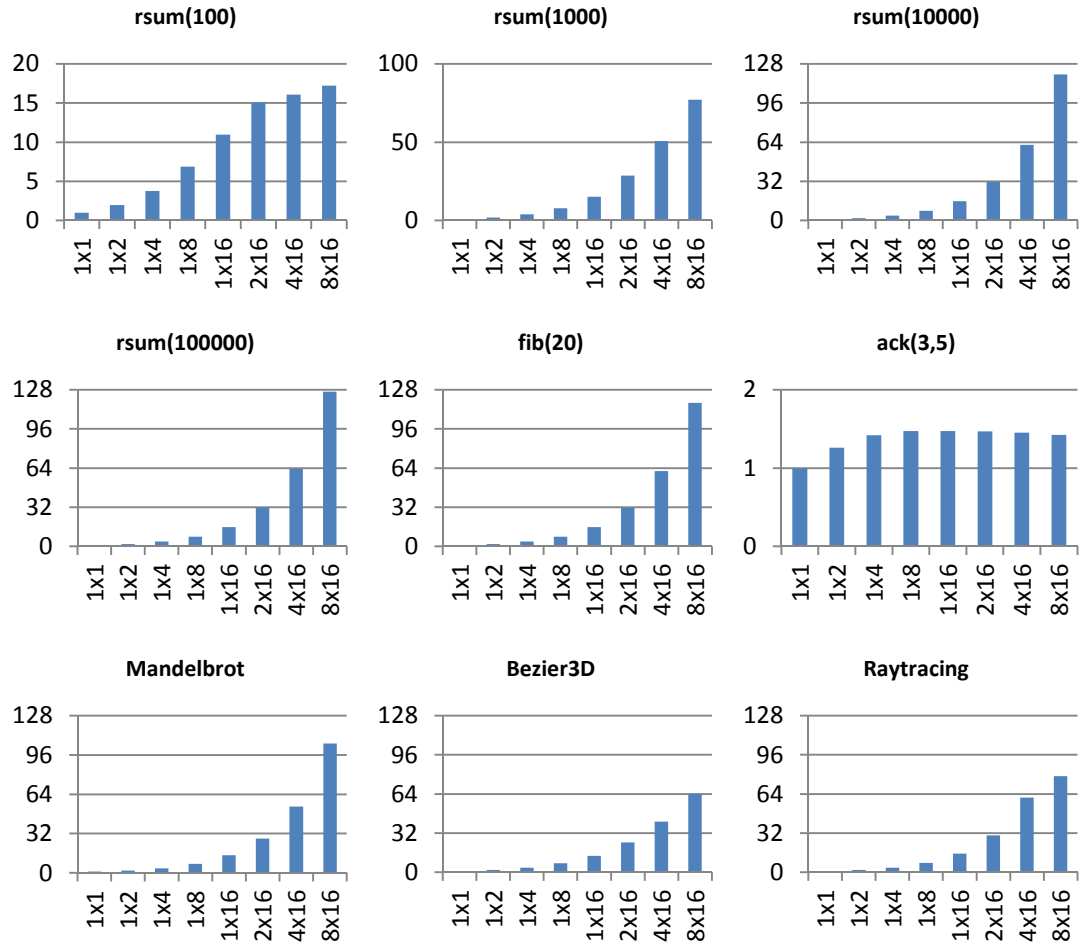 rsum(100)
20
15
10
5
0
1x1
1x2
1x4
1x8
1x16
2x16
4x16
8x16
rsum(1000)
100
50
0
1x1
1x2
1x4
1x8
1x16
2x16
4x16
8x16
rsum(10000)
128
96
64
32
0
1x1
1x2
1x4
1x8
1x16
2x16
4x16
8x16
rsum(100000)
128
96
64
32
0
1x1
1x2
1x4
1x8
1x16
2x16
4x16
8x16
fib(20)
128
96
64
32
0
1x1
1x2
1x4
1x8
1x16
2x16
4x16
8x16
ack(3,5)
2
1
0
1x1
1x2
1x4
1x8
1x16
2x16
4x16
8x16
Mandelbrot
128
96
64
32
0
1x1
1x2
1x4
1x8
1x16
2x16
4x16
8x16
Bezier3D
128
96
64
32
0
1x1
1x2
1x4
1x8
1x16
2x16
4x16
8x16
Raytracing
128
96
64
32
0
1x1
1x2
1x4
1x8
1x16
2x16
4x16
8x16